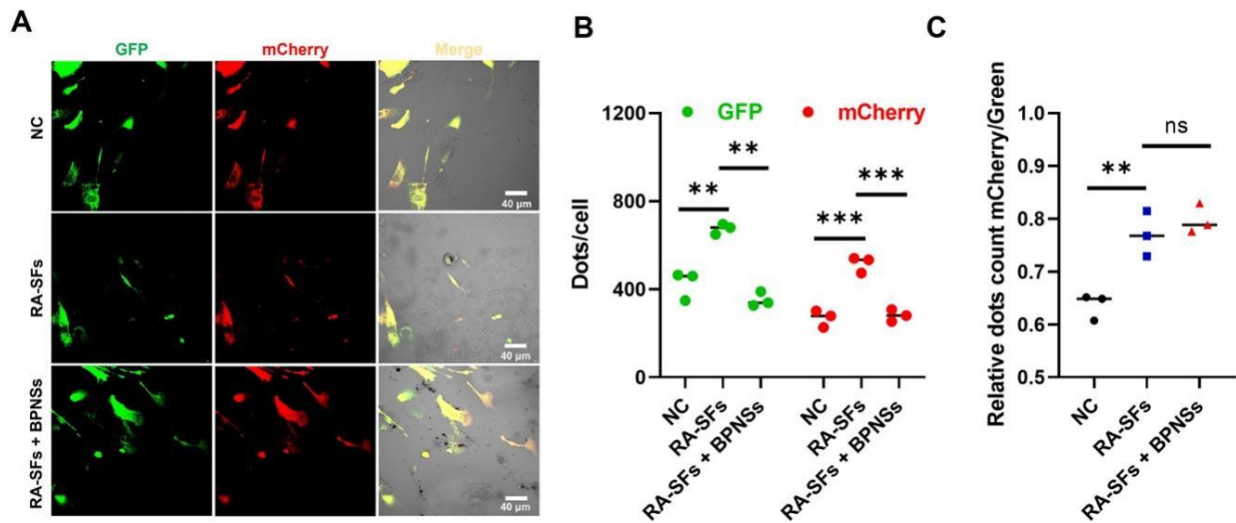 A
GFP
mCherry
Merge
NC
40 μm
RA-SFs
40 μm
RA-SFs + BPNSs
40 μm
B
GFP
mCherry
Dots/cell
1200
800
400
0
**
**
***
***
NC
RA-SFs
RA-SFs + BPNSs
NC
RA-SFs
RA-SFs + BPNSs
C
Relative dots count mCherry/Green
1.0
0.9
0.8
0.7
0.6
0.5
**
ns
NC
RA-SFs
RA-SFs + BPNSs